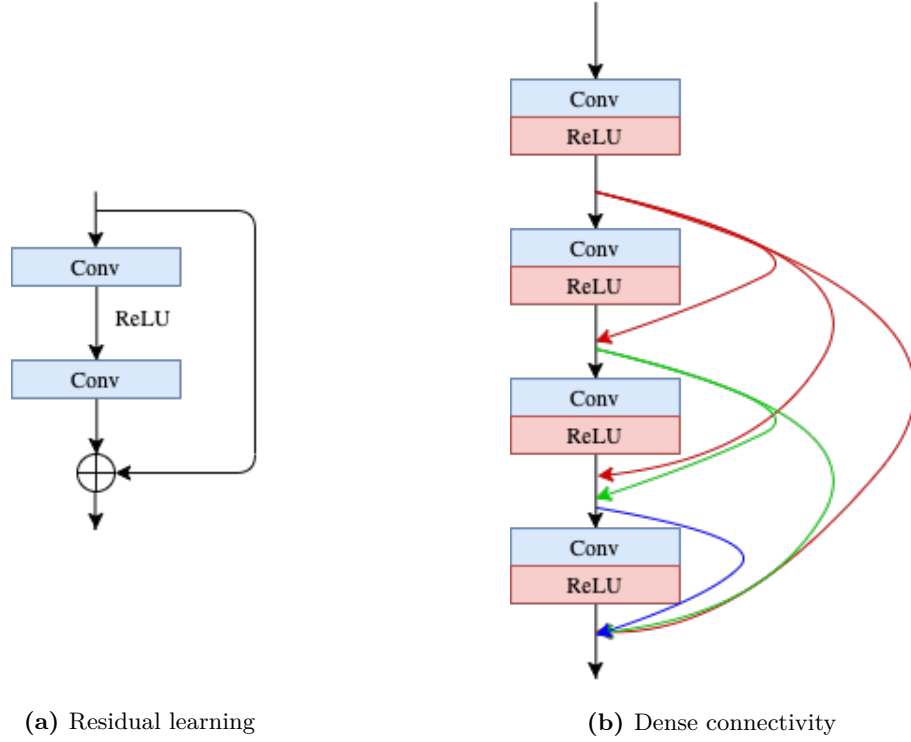 Conv
ReLU
Conv
(a) Residual learning
Conv
ReLU
Conv
ReLU
Conv
ReLU
Conv
ReLU
(b) Dense connectivity